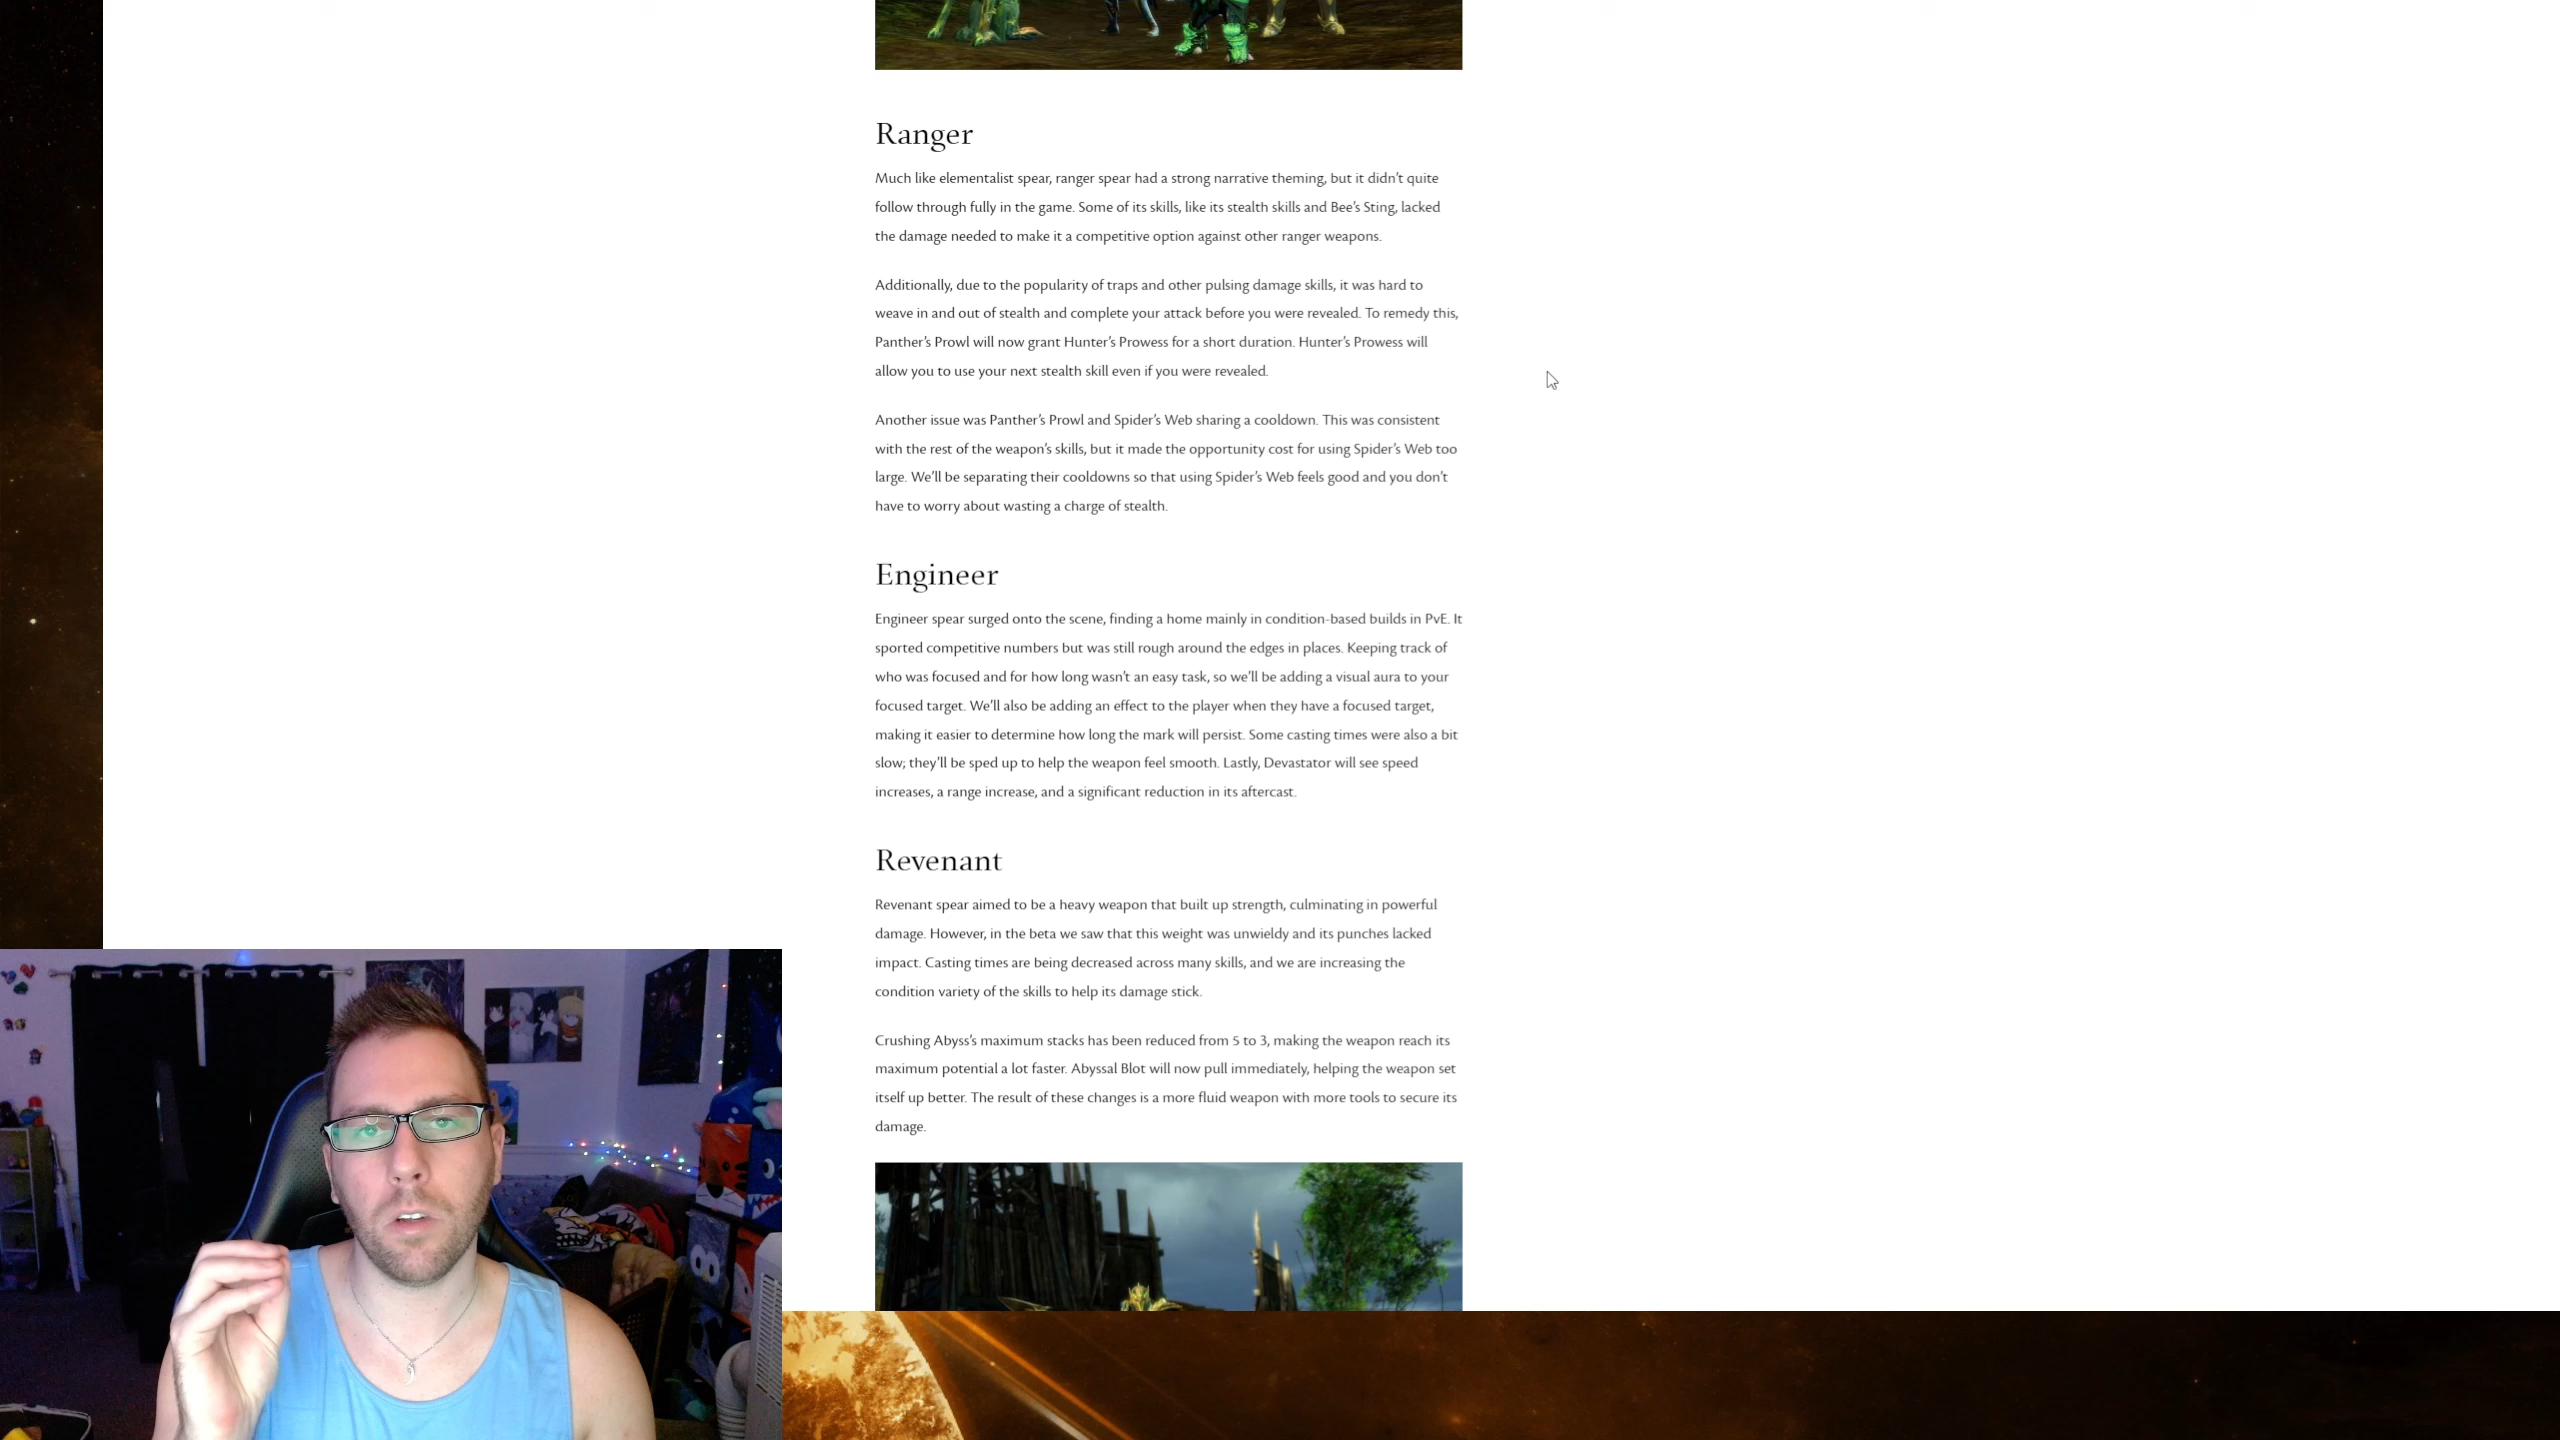 Ranger
Much like elementalist spear, ranger spear had a strong narrative theming, but it didn't quite
follow through fully in the game. Some of its skills, like its stealth skills and Bee's Sting, lacked
the damage needed to make it a competitive option against other ranger weapons.
Additionally, due to the popularity of traps and other pulsing damage skills, it was hard to
weave in and out of stealth and complete your attack before you were revealed. To remedy this,
Panther's Prowl will now grant Hunter's Prowess for a short duration. Hunter's Prowess will
allow you to use your next stealth skill even if you were revealed.
Another issue was Panther's Prowl and Spider's Web sharing a cooldown. This was consistent
with the rest of the weapon's skills, but it made the opportunity cost for using Spider's Web too
large. We'll be separating their cooldowns so that using Spider's Web feels good and you don't
have to worry about wasting a charge of stealth.
Engineer
Engineer spear surged onto the scene, finding a home mainly in condition-based builds in PvE. It
sported competitive numbers but was still rough around the edges in places. Keeping track of
who was focused and for how long wasn't an easy task, so we'll be adding a visual aura to your
focused target. We'll also be adding an effect to the player when they have a focused target,
making it easier to determine how long the mark will persist. Some casting times were also a bit
slow; they'll be sped up to help the weapon feel smooth. Lastly, Devastator will see speed
increases, a range increase, and a significant reduction in its aftercast.
Revenant
Revenant spear aimed to be a heavy weapon that built up strength, culminating in powerful
damage. However, in the beta we saw that this weight was unwieldy and its punches lacked
impact. Casting times are being decreased across many skills, and we are increasing the
condition variety of the skills to help its damage stick.
Crushing Abyss's maximum stacks has been reduced from 5 to 3, making the weapon reach its
maximum potential a lot faster. Abyssal Blot will now pull immediately, helping the weapon set
itself up better. The result of these changes is a more fluid weapon with more tools to secure its
damage.